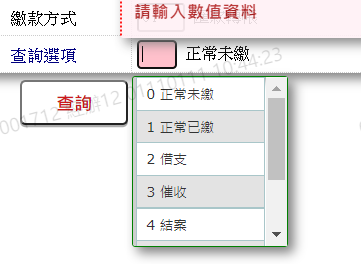 繳款方式
請輸入數值資料
查詢選項
正常未繳
查詢
0 正常未繳
1 正常已繳
2 借支
3 催收
4 結案